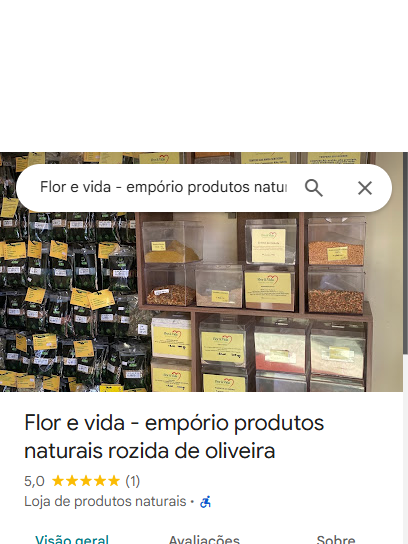 Flor e vida - empório produtos natur
Flor e vida - empório produtos
naturais rozida de oliveira
5,0 (1)
Loja de produtos naturais ·
Visão geral Avaliações Sobre